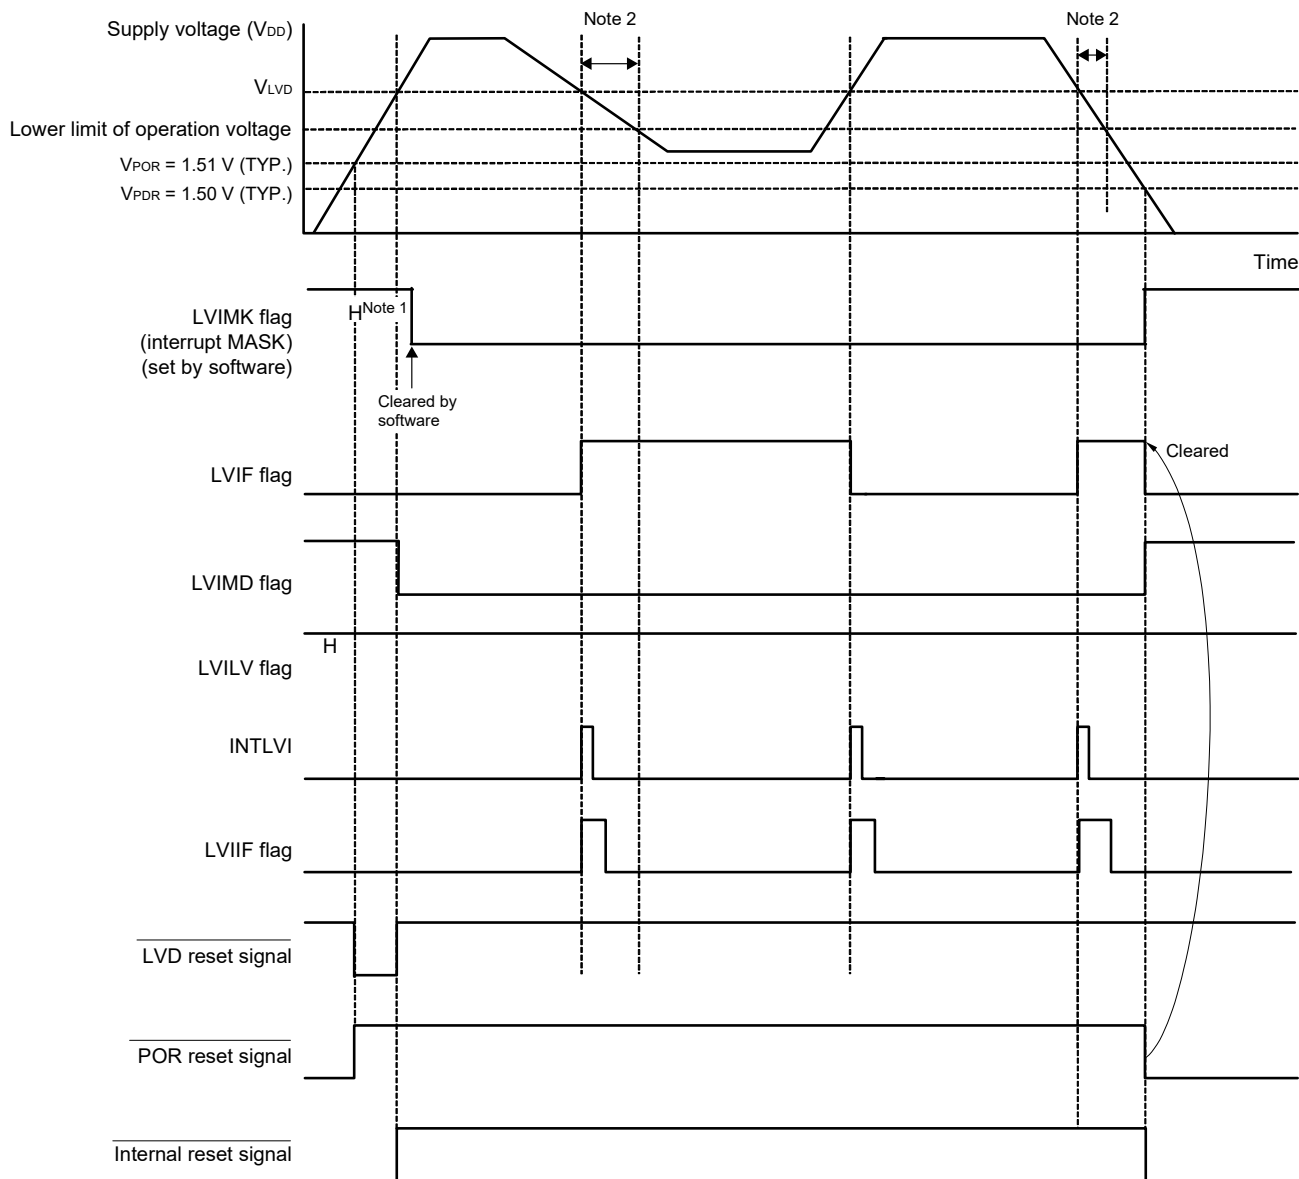 Note 2
Note 2
Supply voltage (VDD)
VLVD
Lower limit of operation voltage
VPOR = 1.51 V (TYP.)
VPDR = 1.50 V (TYP.)
Time
H Note 1
LVIMK flag
(interrupt MASK)
(set by software)
Cleared by
software
Cleared
LVIF flag
LVIMD flag
H
LVILV flag
INTLVI
LVIIF flag
LVD reset signal
POR reset signal
Internal reset signal